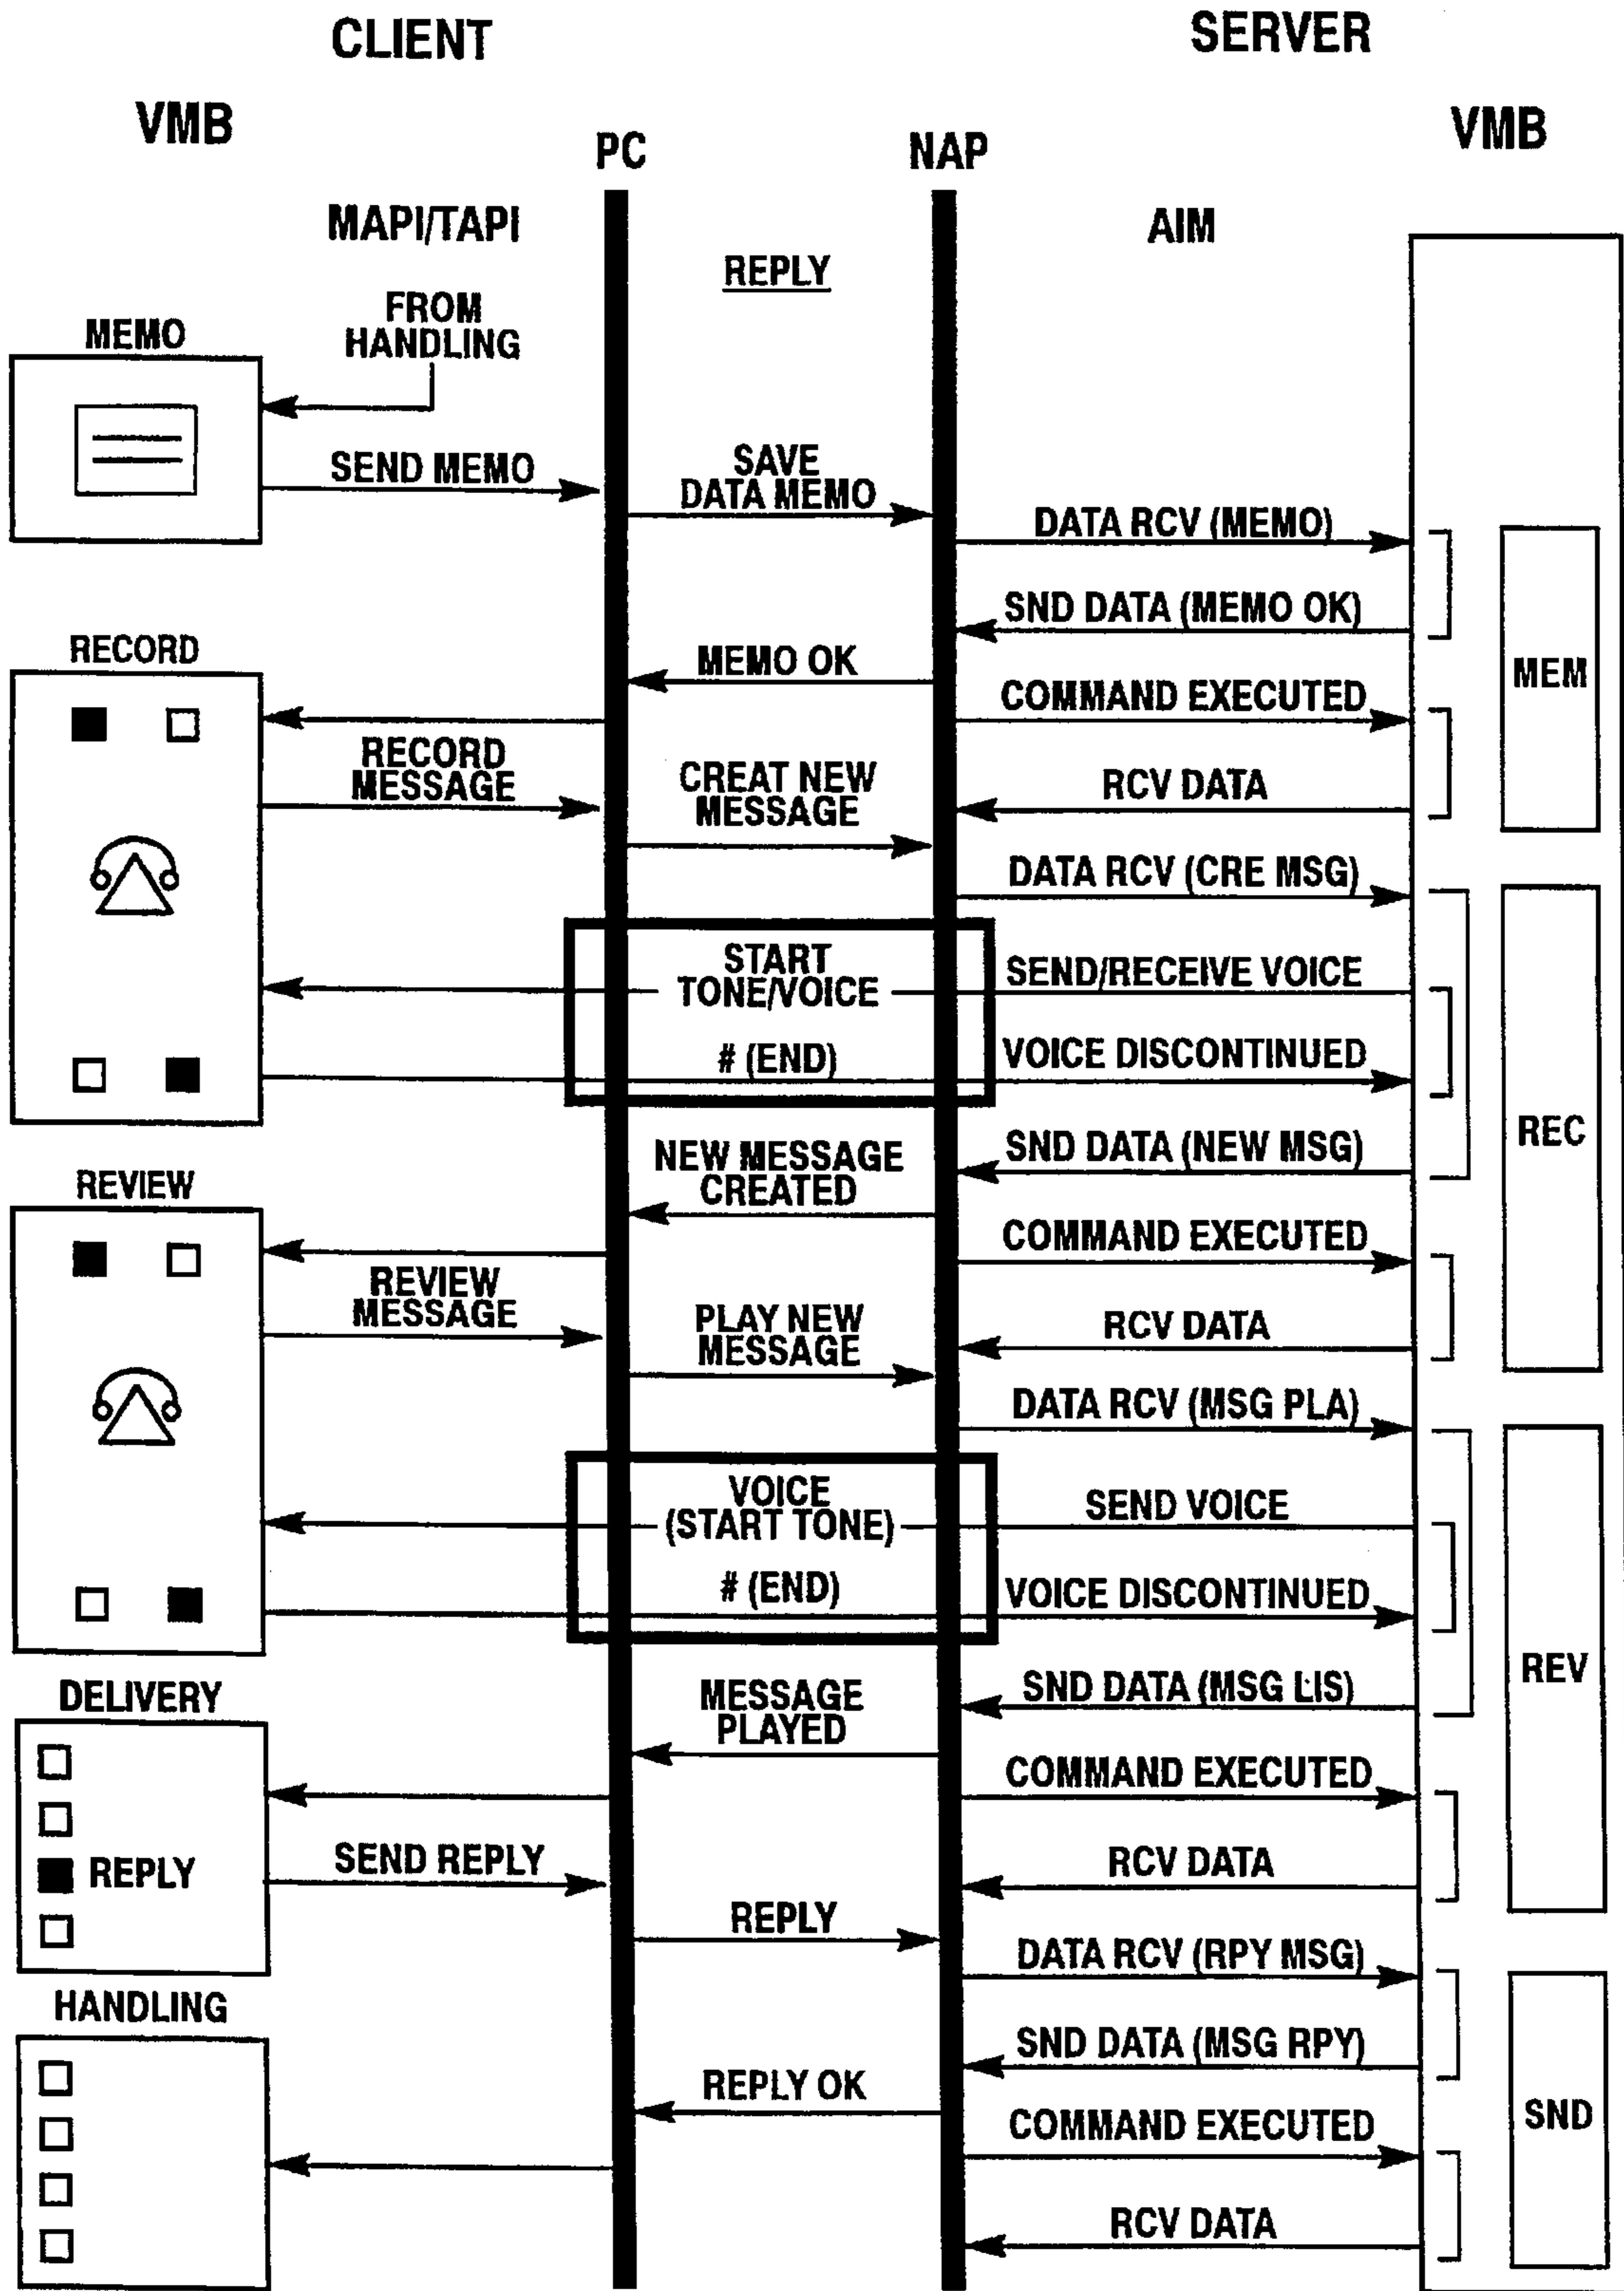 CLIENT
SERVER
VMB
VMB
PC
NAP
MAPI/TAPI
AIM
REPLY
FROM
HANDLING
MEMO
SEND MEMO
SAVE
DATA MEMO
DATA RCV (MEMO)
SND DATA (MEMO OK)
MEM
RECORD
MEMO OK
COMMAND EXECUTED
RECORD
MESSAGE
CREAT NEW
MESSAGE
RCV DATA
DATA RCV (CRE MSG)
START
TONE/VOICE
SEND/RECEIVE VOICE
# (END)
VOICE DISCONTINUED
REC
SND DATA (NEW MSG)
NEW MESSAGE
CREATED
REVIEW
COMMAND EXECUTED
REVIEW
MESSAGE
PLAY NEW
MESSAGE
RCV DATA
DATA RCV (MSG PLA)
VOICE
(START TONE)
SEND VOICE
# (END)
VOICE DISCONTINUED
REV
SND DATA (MSG LIS)
DELIVERY
MESSAGE
PLAYED
COMMAND EXECUTED
REPLY
SEND REPLY
RCV DATA
REPLY
DATA RCV (RPY MSG)
HANDLING
SND DATA (MSG RPY)
REPLY OK
COMMAND EXECUTED
SND
RCV DATA